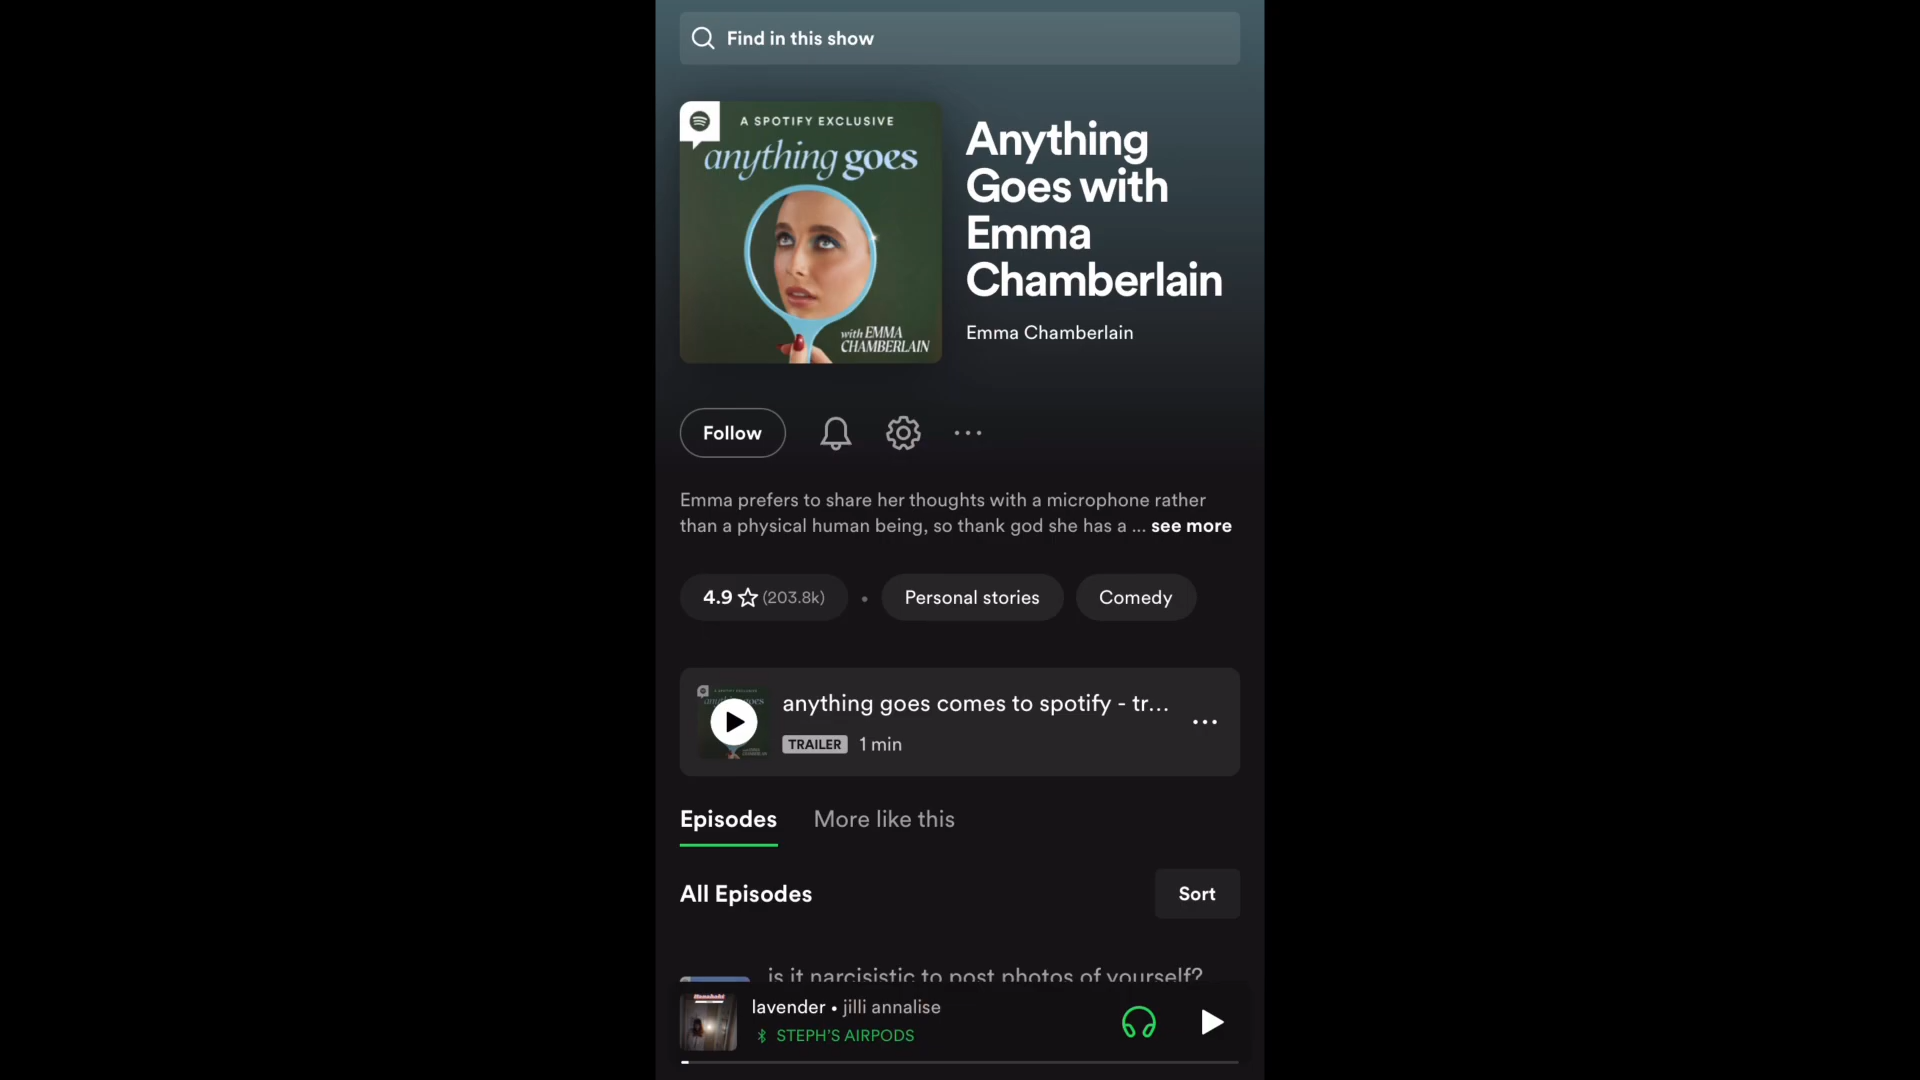 Find in this show
A SPOTIFY EXCLUSIVE
anything goes
with EMMA
CHAMBERLAIN
Anything
Goes with
Emma
Chamberlain
Emma Chamberlain
Follow
Emma prefers to share her thoughts with a microphone rather
than a physical human being, so thank god she has a ... see more
4.9 (203.8k) • Personal stories Comedy
anything goes comes to spotify - tr...
TRAILER 1 min
Episodes More like this
All Episodes Sort
is it narcisistic to post photos of yourself?
lavender • jilli annalise
STEPH'S AIRPODS